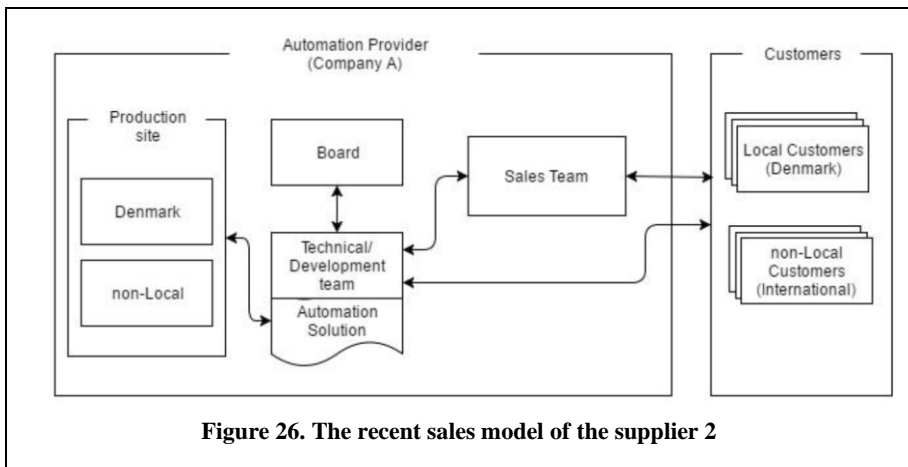 Automation Provider
(Company A)
Customers
Production
site
Denmark
non-Local
Board
Technical/
Development
team
Automation
Solution
Sales Team
Local Customers
(Denmark)
non-Local
Customers
(International)
Figure 26. The recent sales model of the supplier 2